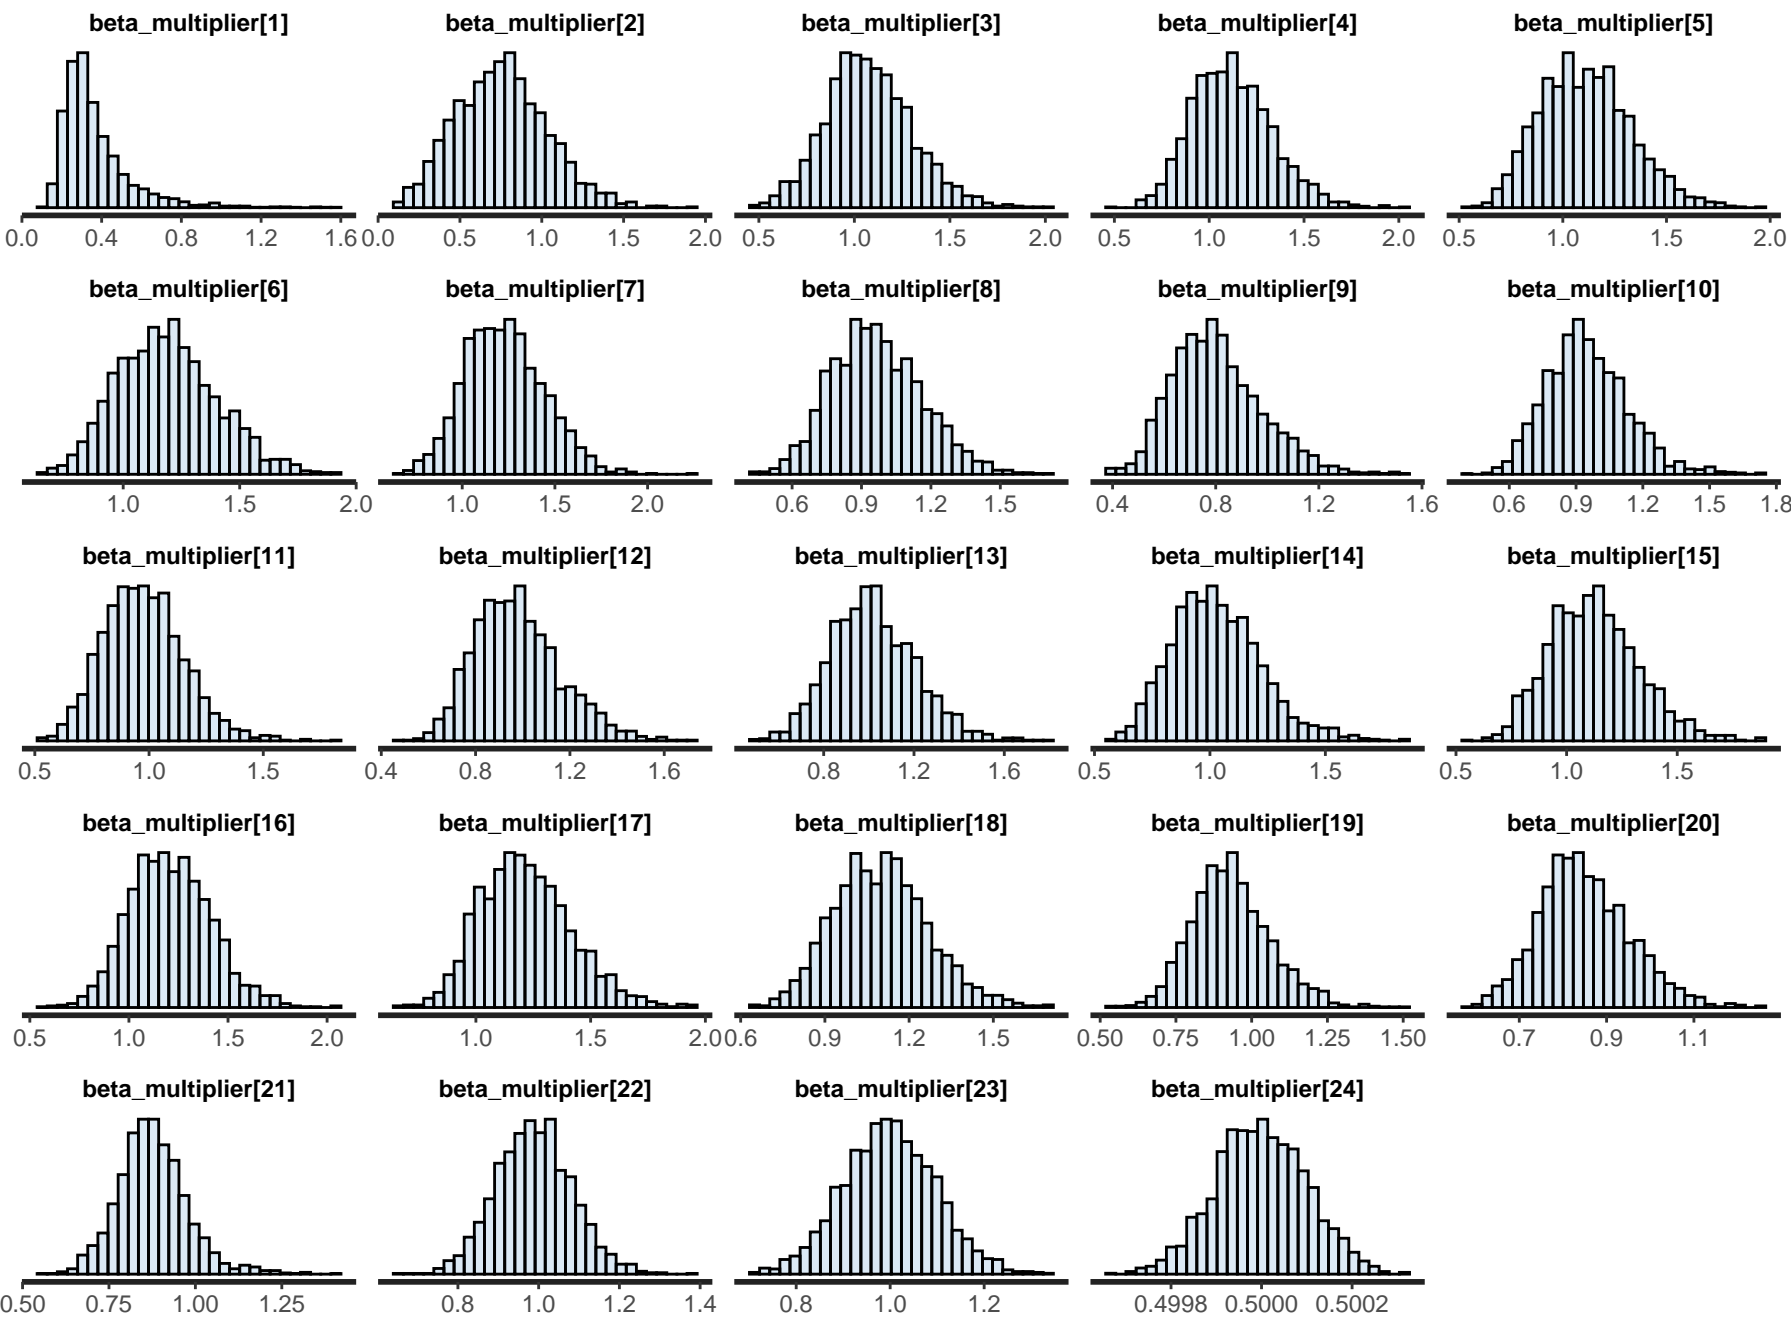 beta_multiplier[1] beta_multiplier[2] beta_multiplier[3] beta_multiplier[4] beta_multiplier[5]
0.0 0.4 0.8 1.2 1.6 0.0 0.5 1.0 1.5 2.0 0.5 1.0 1.5 2.0 0.5 1.0 1.5 2.0 0.5 1.0 1.5 2.0
beta_multiplier[6] beta_multiplier[7] beta_multiplier[8] beta_multiplier[9] beta_multiplier[10]
1.0 1.5 2.0 1.0 1.5 2.0 0.6 0.9 1.2 1.5 0.4 0.8 1.2 1.6 0.6 0.9 1.2 1.5 1.8
beta_multiplier[11] beta_multiplier[12] beta_multiplier[13] beta_multiplier[14] beta_multiplier[15]
0.5 1.0 1.5 0.4 0.8 1.2 1.6 0.8 1.2 1.6 0.5 1.0 1.5 0.5 1.0 1.5
beta_multiplier[16] beta_multiplier[17] beta_multiplier[18] beta_multiplier[19] beta_multiplier[20]
0.5 1.0 1.5 2.0 1.0 1.5 2.0 0.6 0.9 1.2 1.5 0.50 0.75 1.00 1.25 1.50 0.7 0.9 1.1
beta_multiplier[21] beta_multiplier[22] beta_multiplier[23] beta_multiplier[24]
0.50 0.75 1.00 1.25 0.8 1.0 1.2 1.4 0.8 1.0 1.2 0.4998 0.5000 0.5002